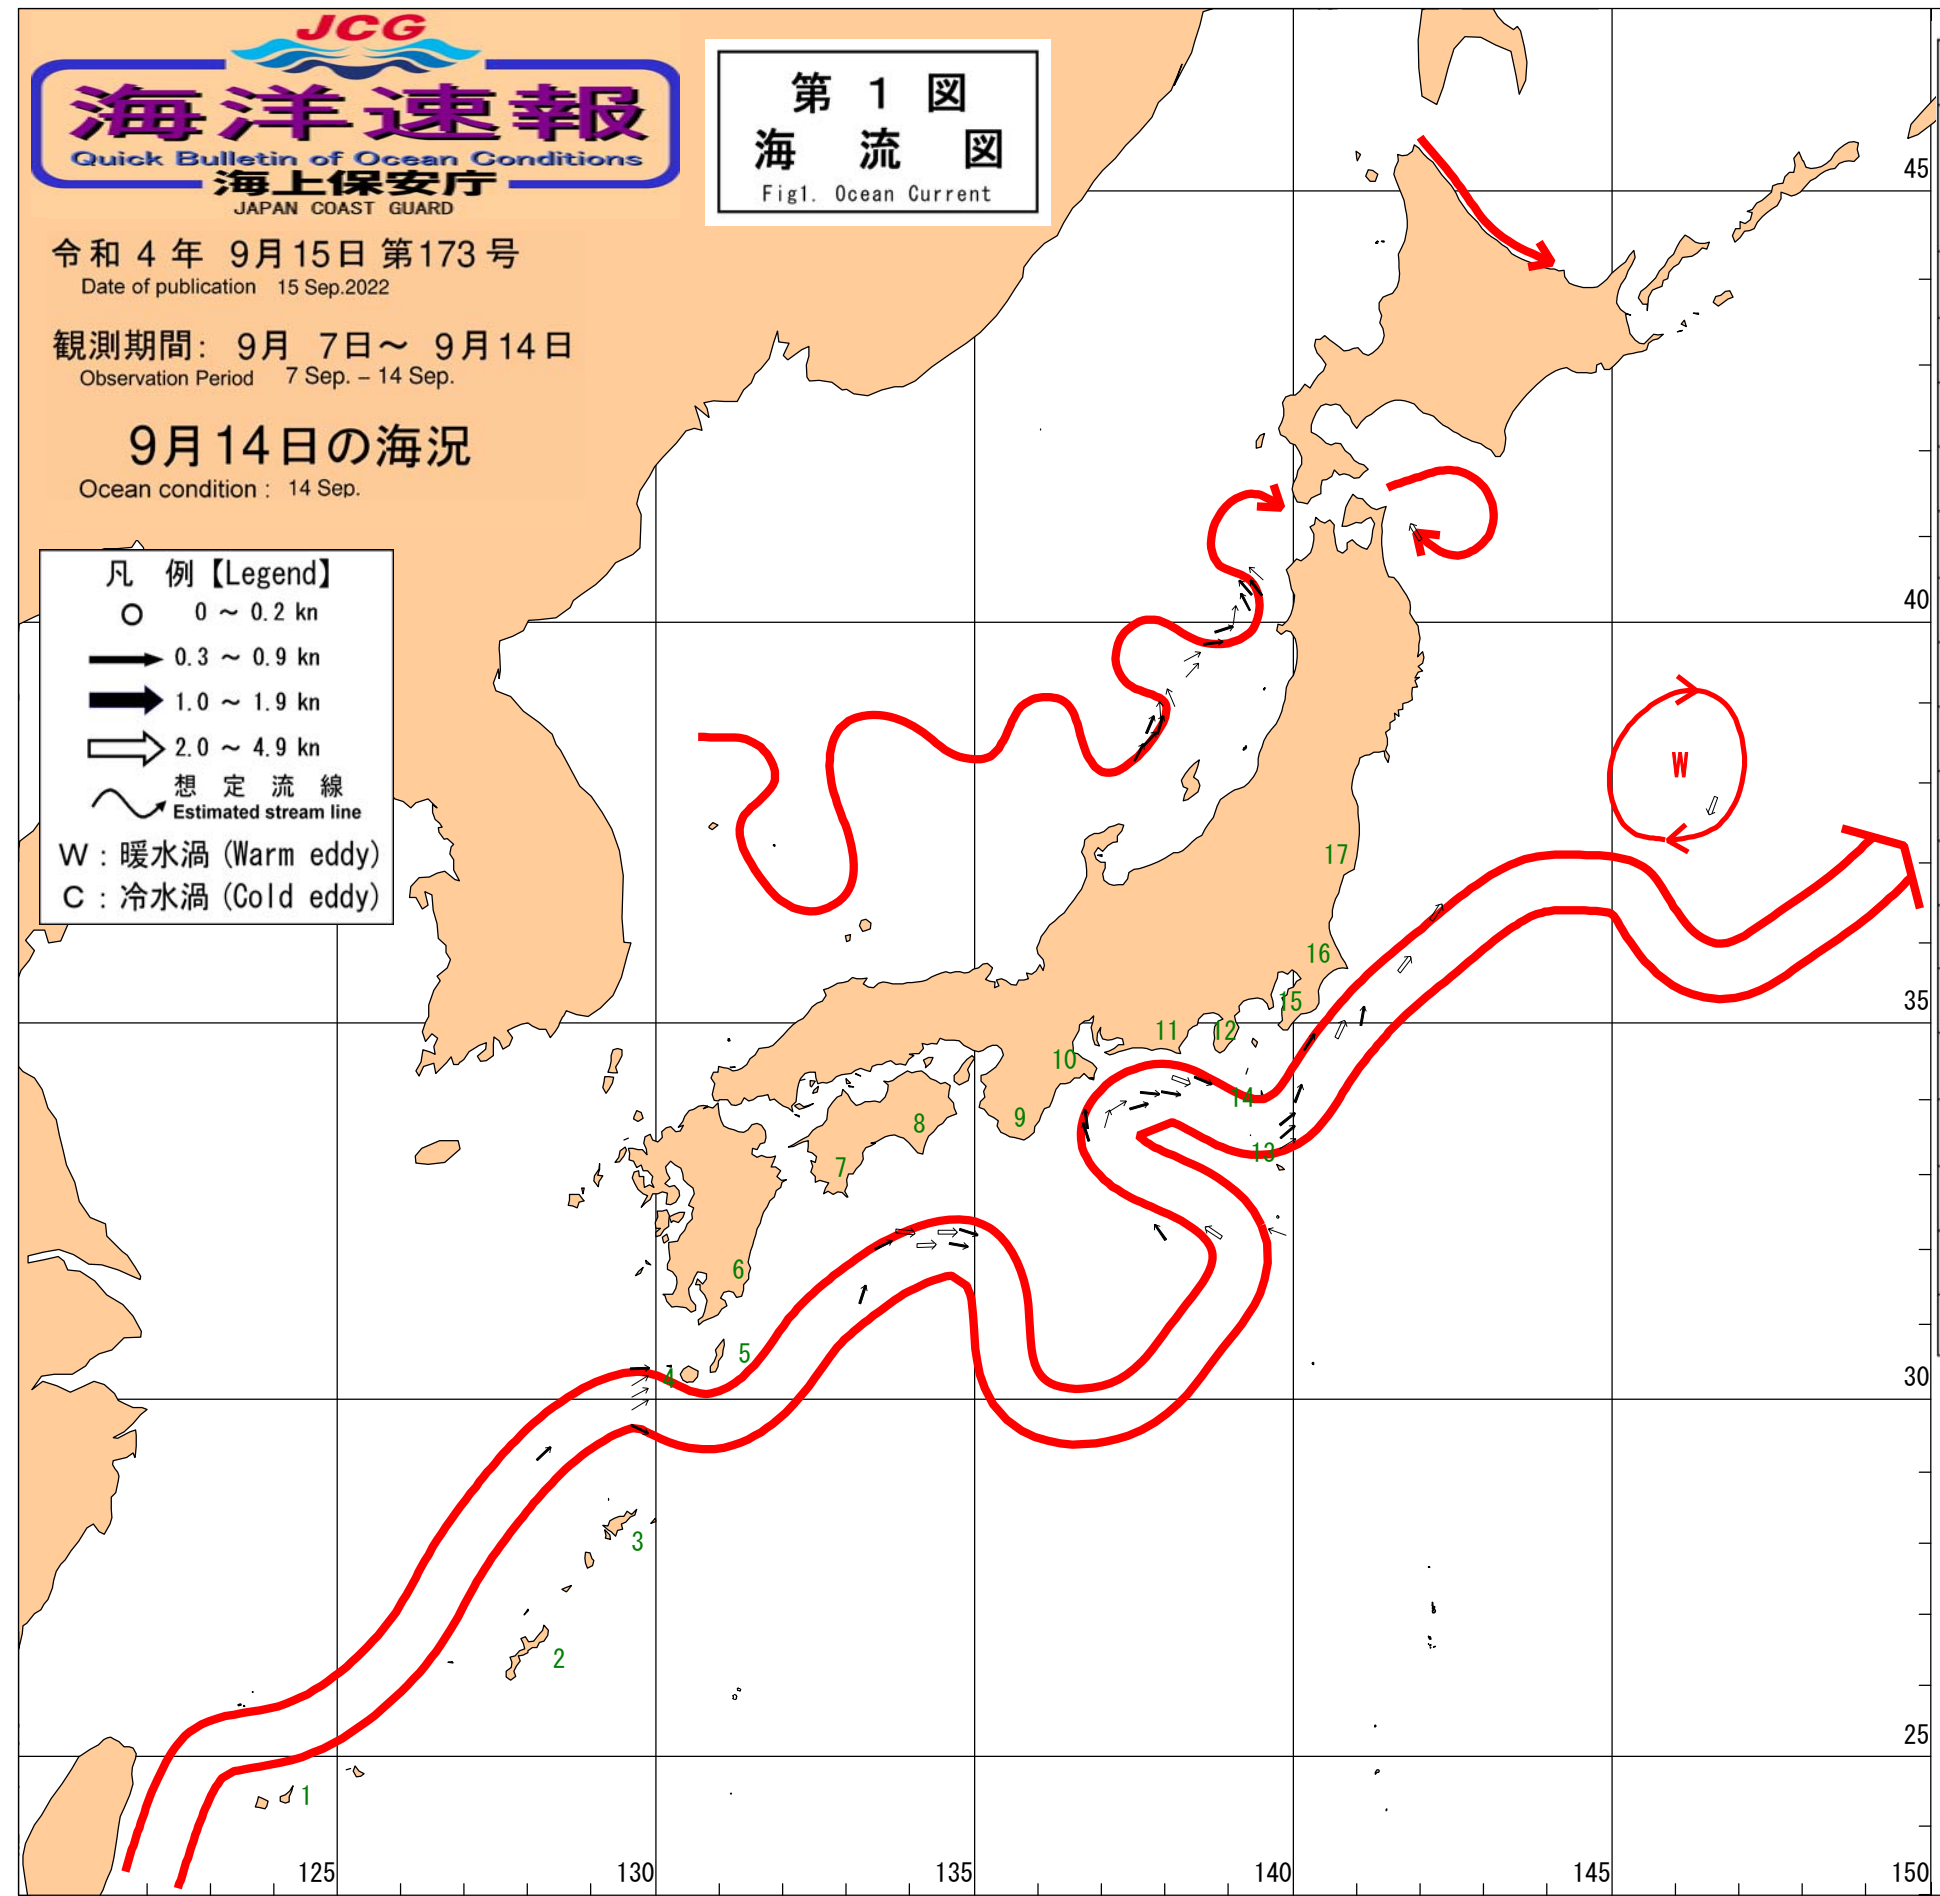 JCG
海洋速報
Quick Bulletin of Ocean Conditions
海上保安庁
JAPAN COAST GUARD
第 1 図
海 流 図
Fig1. Ocean Current
令和 4 年 9月15日 第173号
Date of publication 15 Sep.2022
観測期間: 9月 7日～ 9月14日
Observation Period 7 Sep. – 14 Sep.
9月14日の海況
Ocean condition : 14 Sep.
凡 例【Legend】
0 ～ 0.2 kn
0.3 ～ 0.9 kn
1.0 ～ 1.9 kn
2.0 ～ 4.9 kn
想 定 流 線
Estimated stream line
W : 暖水渦 (Warm eddy)
C : 冷水渦 (Cold eddy)
45
40
W
17
16
35
15
12
11
10
14
9
8
13
7
6
5
4
30
3
2
25
1
125
130
135
140
145
150